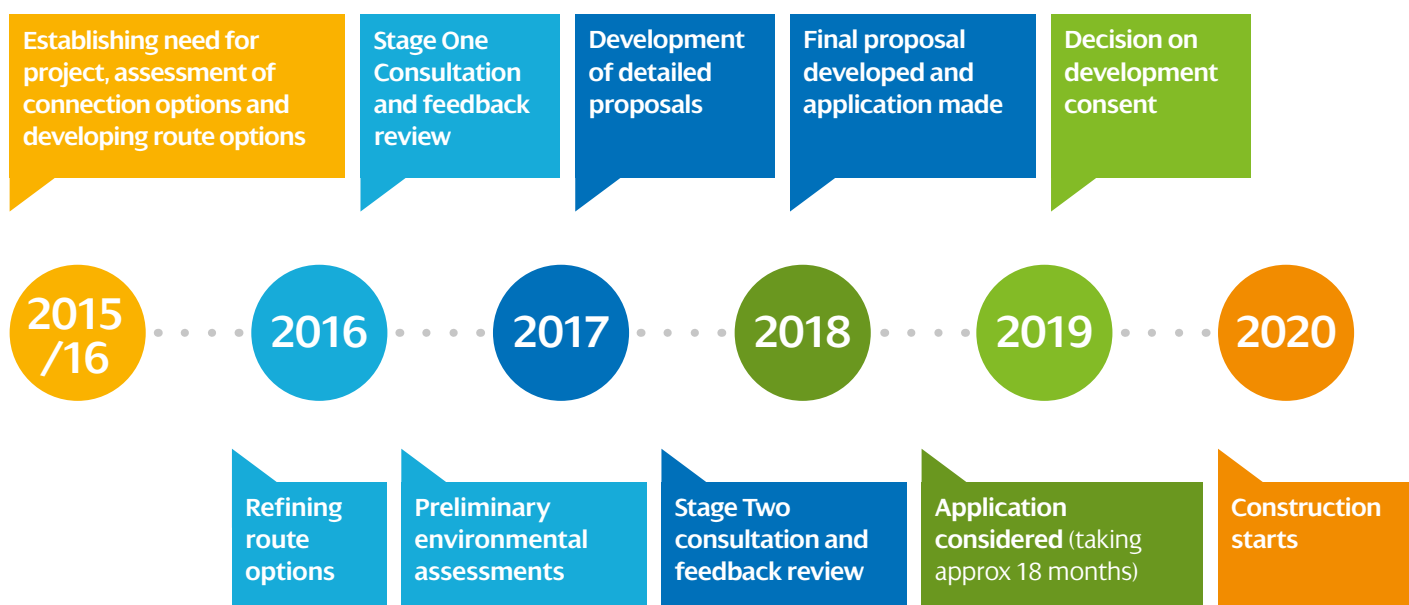 Establishing need for
project, assessment of
connection options and
developing route options
Stage One
Consultation
and feedback
review
Development
of detailed
proposals
Final proposal
developed and
application made
Decision on
development
consent
2015
/16
2016
2017
2018
2019
2020
Refining
route
options
Preliminary
environmental
assessments
Stage Two
consultation and
feedback review
Application
considered (taking
approx 18 months)
Construction
starts